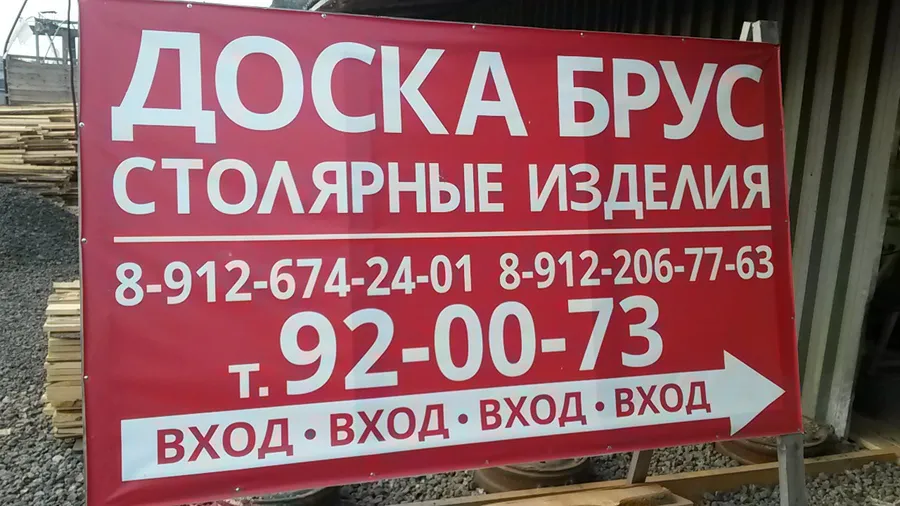 ДОСКА БРУС
СТОЛЯРНЫЕ ИЗДЕЛИЯ
8-912-674-24-01 8-912-206-77-63
т. 92-00-73
ВХОД • ВХОД • ВХОД • ВХОД